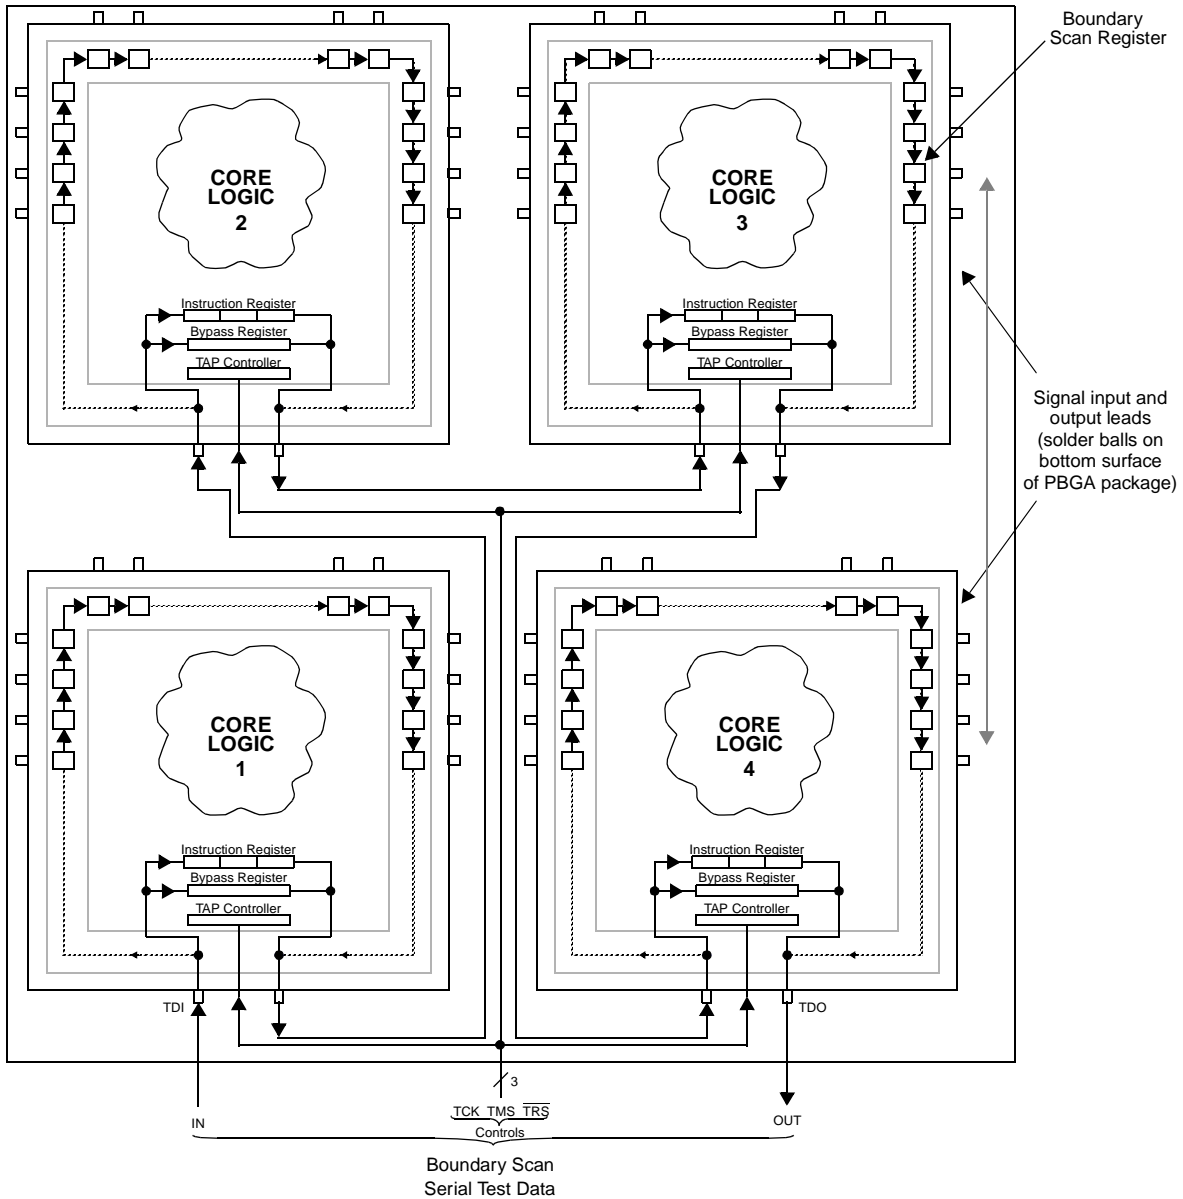 Boundary
Scan Register
CORE
LOGIC
2
Instruction Register
Bypass Register
TAP Controller
CORE
LOGIC
3
Instruction Register
Bypass Register
TAP Controller
Signal input and
output leads
(solder balls on
bottom surface
of PBGA package)
CORE
LOGIC
1
Instruction Register
Bypass Register
TAP Controller
CORE
LOGIC
4
Instruction Register
Bypass Register
TAP Controller
TDI
TDO
3
IN
TCK TMS TRS
OUT
Controls
Boundary Scan
Serial Test Data